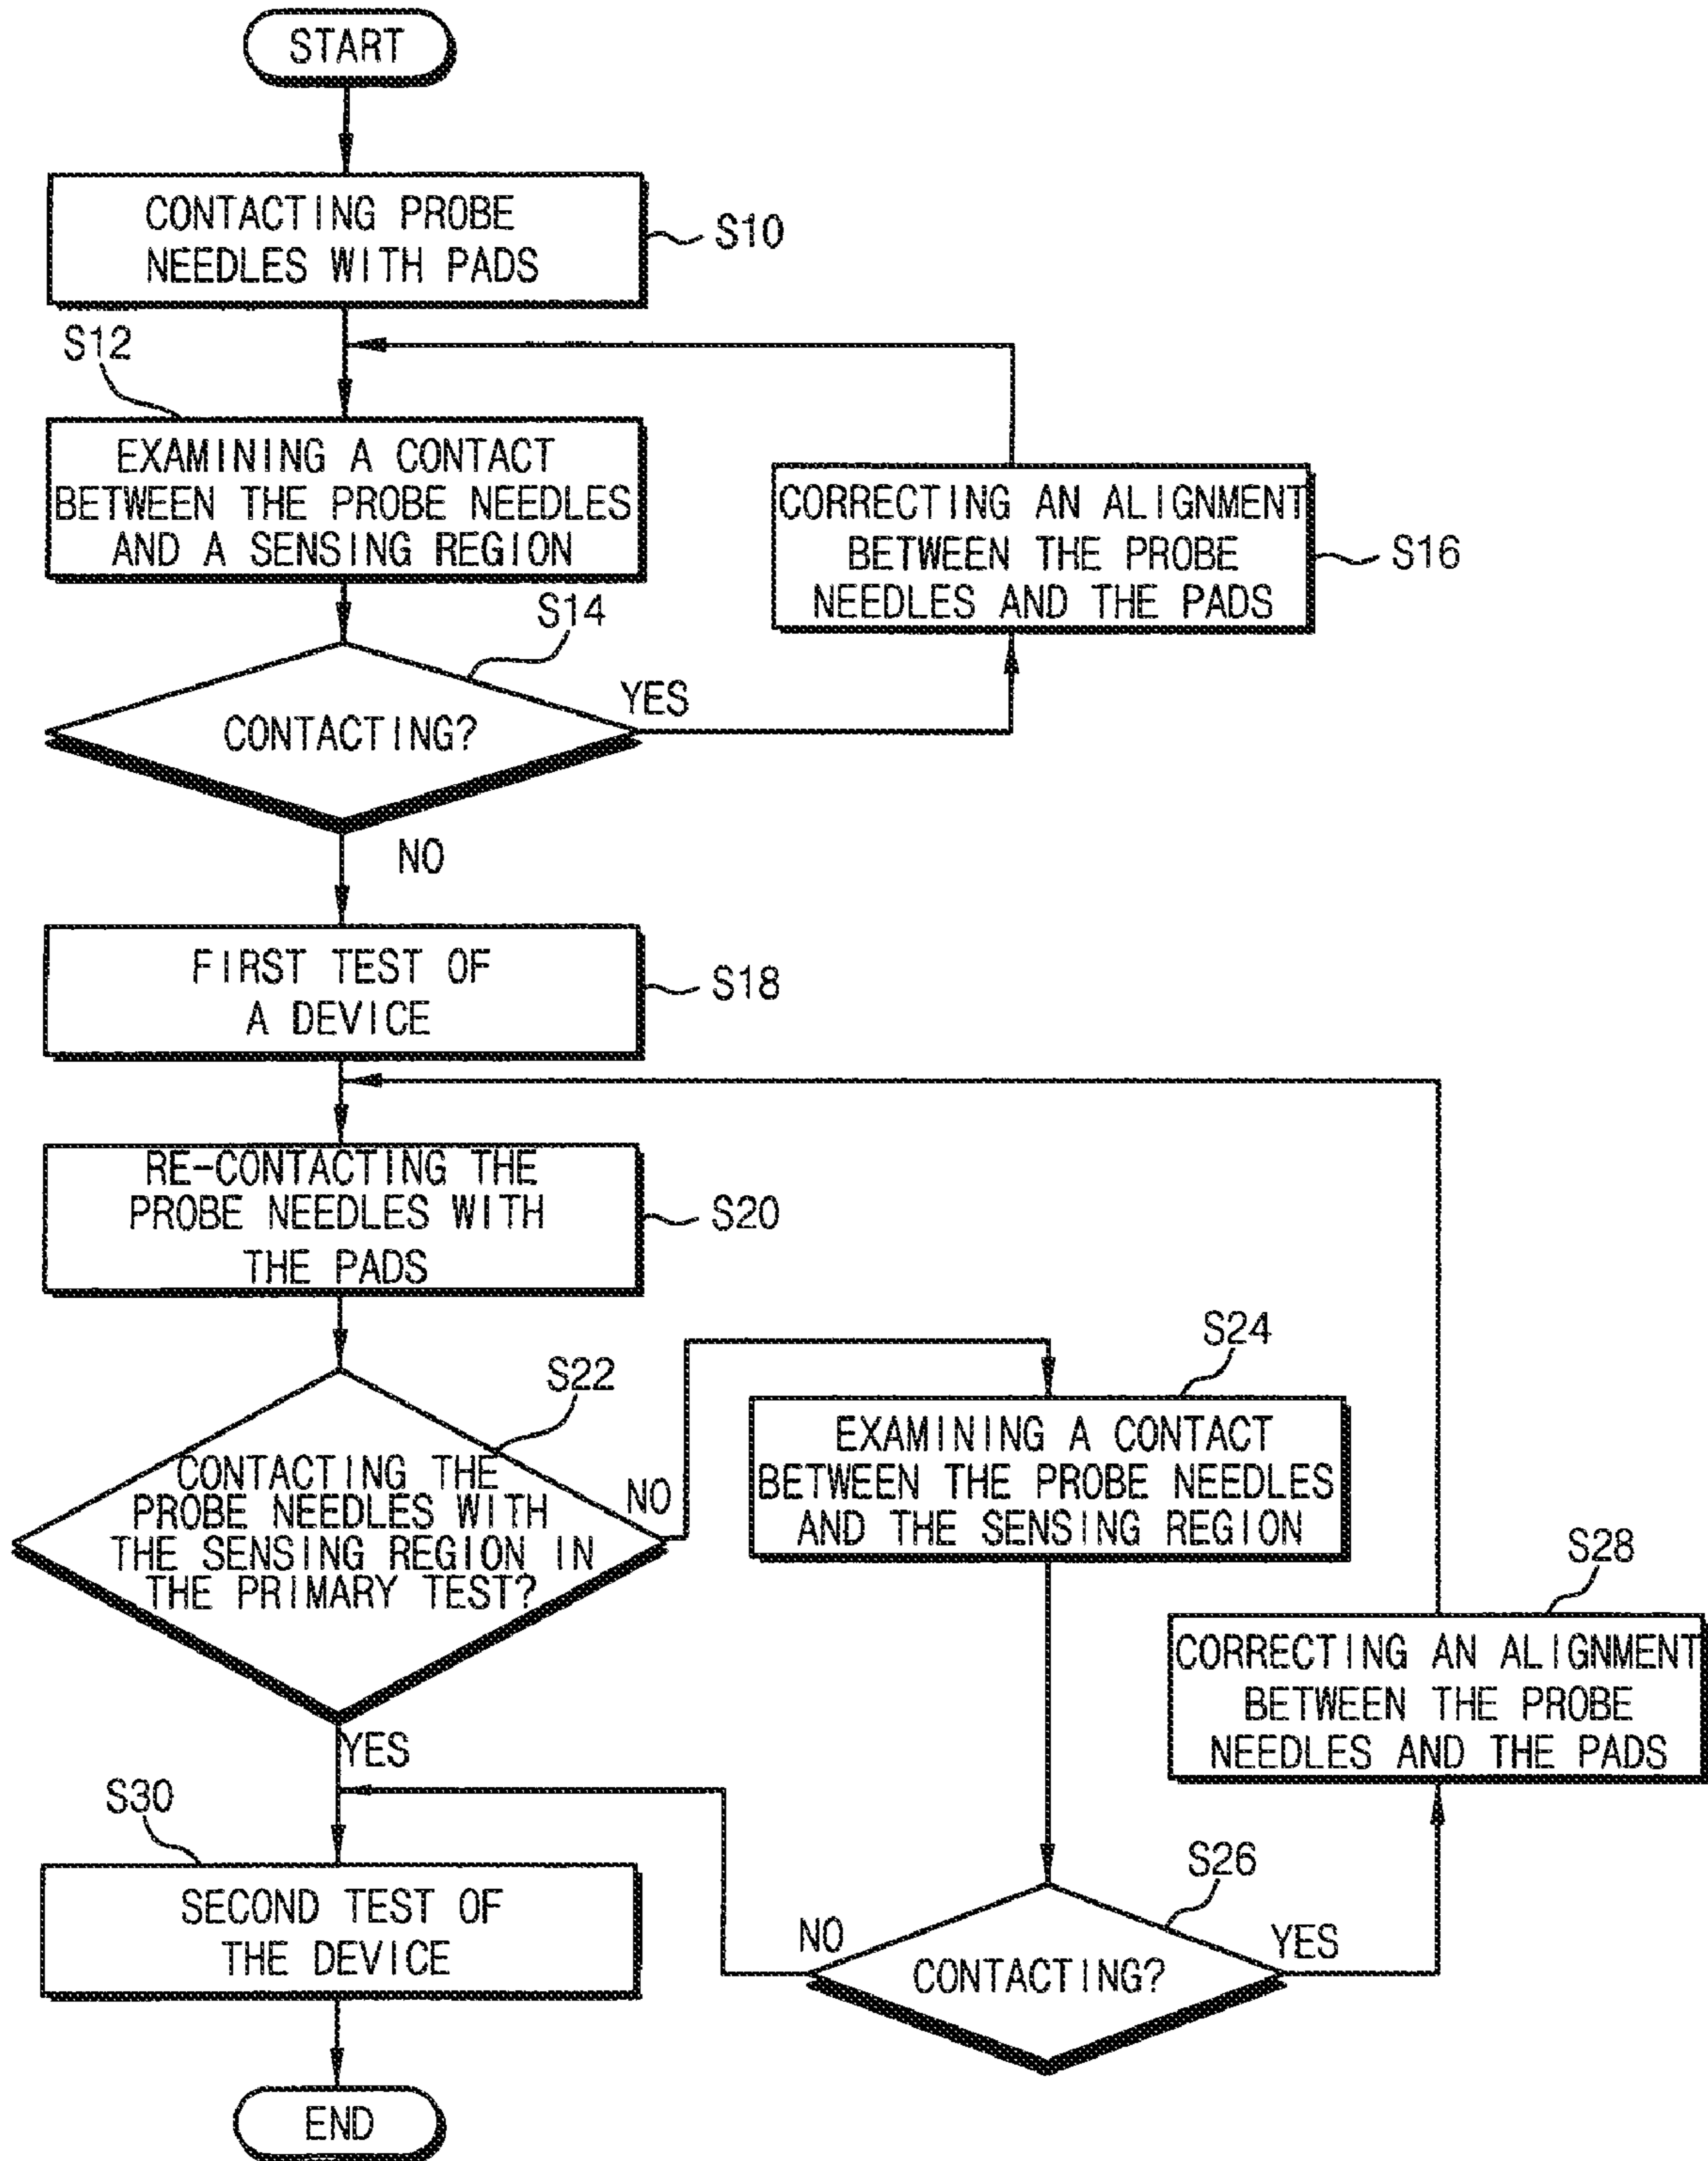 START
CONTACTING PROBE
NEEDLES WITH PADS
S10
S12
EXAMINING A CONTACT
BETWEEN THE PROBE NEEDLES
AND A SENSING REGION
CORRECTING AN ALIGNMENT
BETWEEN THE PROBE
NEEDLES AND THE PADS
S16
S14
CONTACTING?
YES
NO
FIRST TEST OF
A DEVICE
S18
RE-CONTACTING THE
PROBE NEEDLES WITH
THE PADS
S20
S22
CONTACTING THE
PROBE NEEDLES WITH
THE SENSING REGION IN
THE PRIMARY TEST?
NO
YES
S24
EXAMINING A CONTACT
BETWEEN THE PROBE NEEDLES
AND THE SENSING REGION
S28
CORRECTING AN ALIGNMENT
BETWEEN THE PROBE
NEEDLES AND THE PADS
S26
CONTACTING?
NO
YES
S30
SECOND TEST OF
THE DEVICE
END